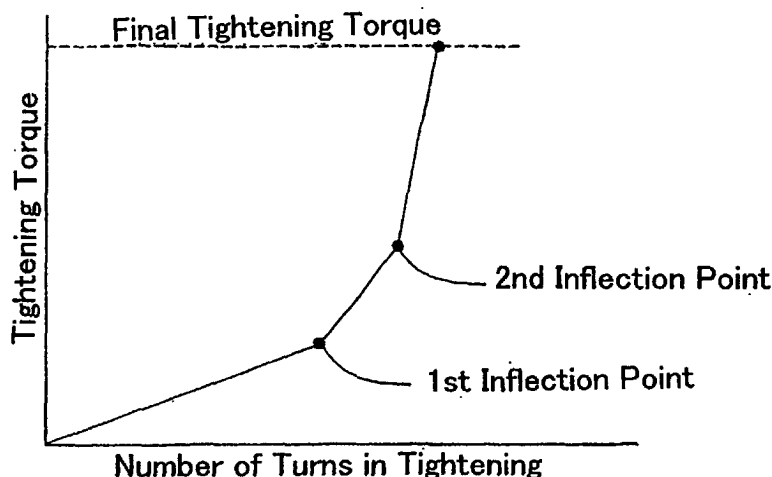 Final Tightening Torque
Tightening Torque
2nd Inflection Point
1st Inflection Point
Number of Turns in Tightening